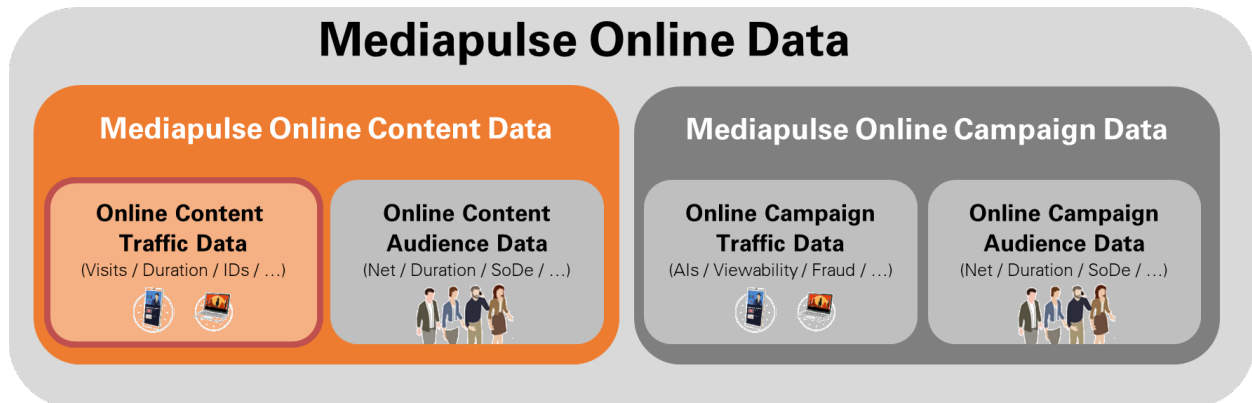 Mediapulse Online Data
Mediapulse Online Content Data
Online Content
Traffic Data
(Visits / Duration / IDs / …)
Online Content
Audience Data
(Net / Duration / SoDe / …)
Mediapulse Online Campaign Data
Online Campaign
Traffic Data
(AIs / Viewability / Fraud / …)
Online Campaign
Audience Data
(Net / Duration / SoDe / …)